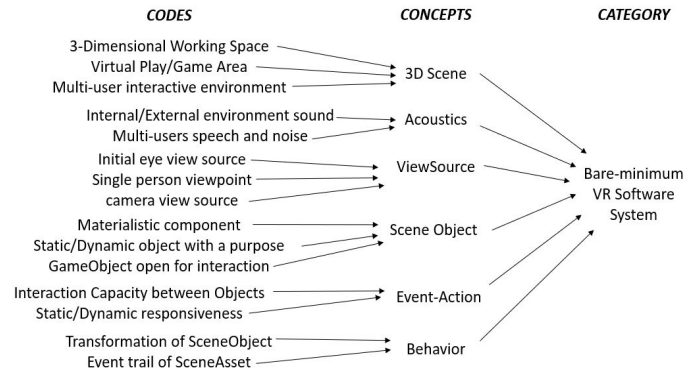 CODES
CONCEPTS
CATEGORY
3-Dimensional Working Space
Virtual Play/Game Area
Multi-user interactive environment
3D Scene
Internal/External environment sound
Multi-users speech and noise
Acoustics
Initial eye view source
Single person viewpoint
camera view source
ViewSource
Materialistic component
Static/Dynamic object with a purpose
GameObject open for interaction
Scene Object
Interaction Capacity between Objects
Static/Dynamic responsiveness
Event-Action
Transformation of SceneObject
Event trail of SceneAsset
Behavior
Bare-minimum
VR Software
System